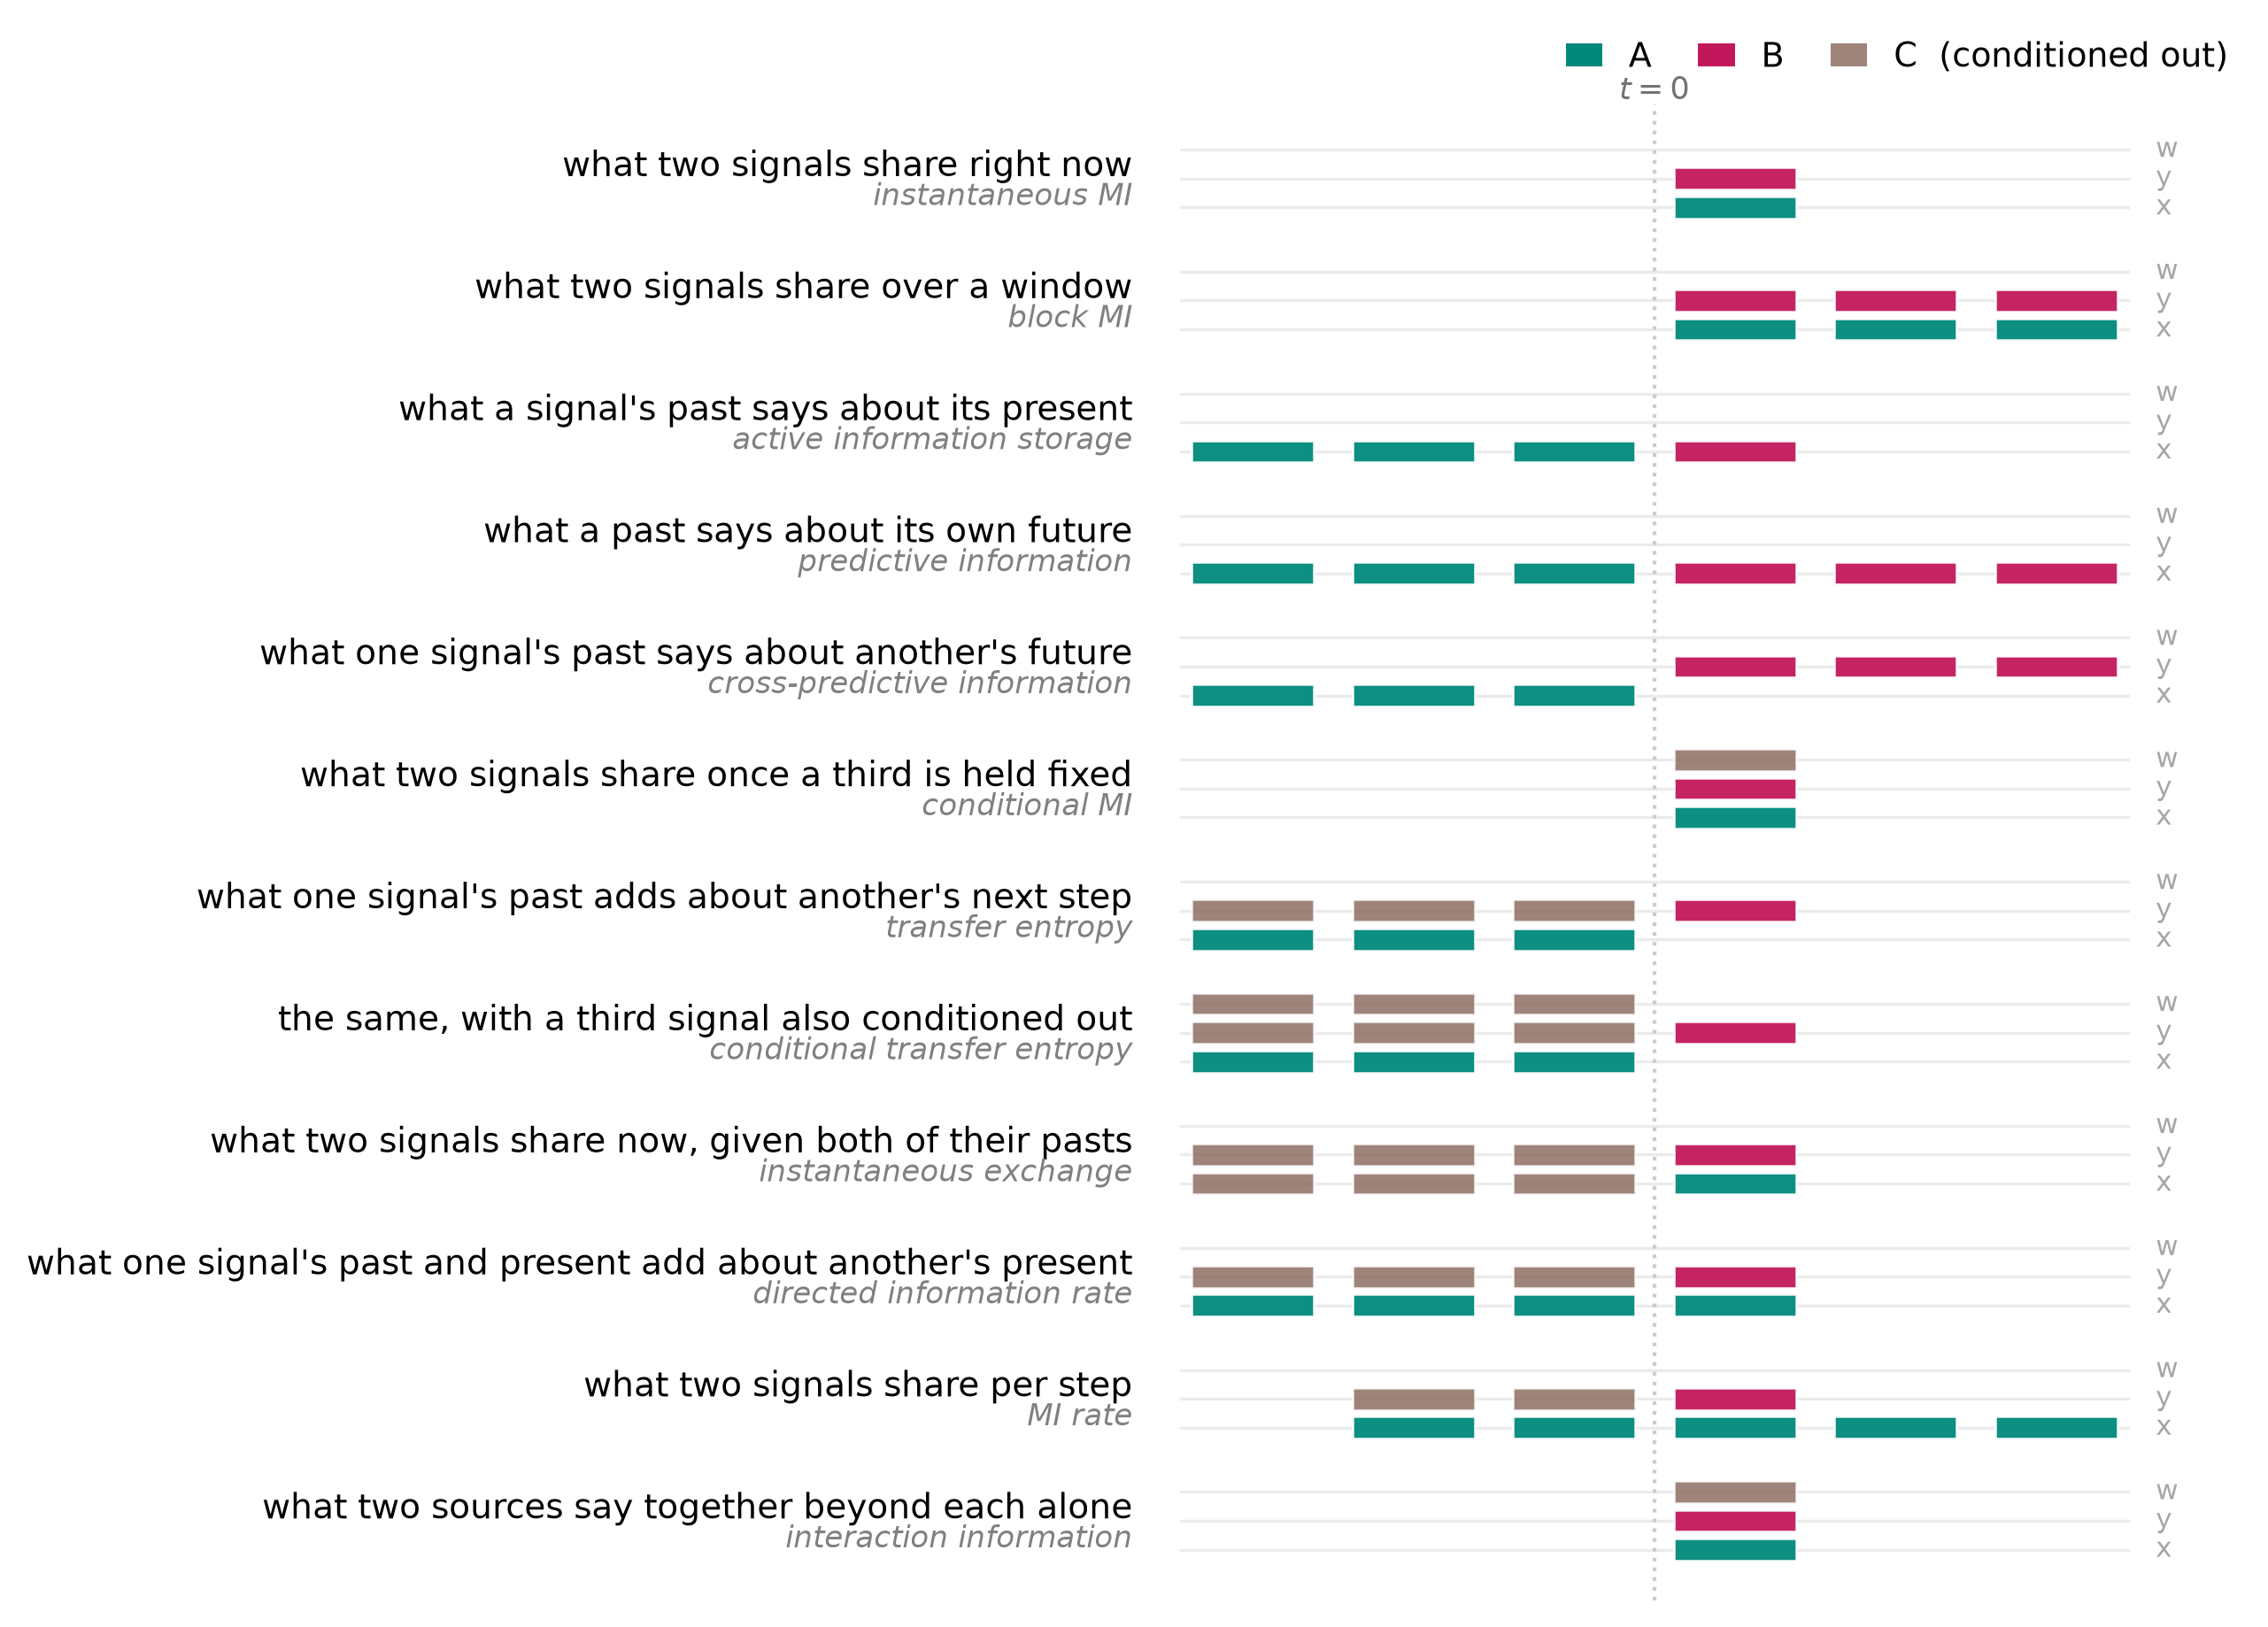 A B C (conditioned out)
t = 0
what two signals share right now
instantaneous MI
w
y
x
what two signals share over a window
block MI
w
y
x
what a signal's past says about its present
active information storage
w
y
x
what a past says about its own future
predictive information
w
y
x
what one signal's past says about another's future
cross-predictive information
w
y
x
what two signals share once a third is held fixed
conditional MI
w
y
x
what one signal's past adds about another's next step
transfer entropy
w
y
x
the same, with a third signal also conditioned out
conditional transfer entropy
w
y
x
what two signals share now, given both of their pasts
instantaneous exchange
w
y
x
what one signal's past and present add about another's present
directed information rate
w
y
x
what two signals share per step
MI rate
w
y
x
what two sources say together beyond each alone
interaction information
w
y
x